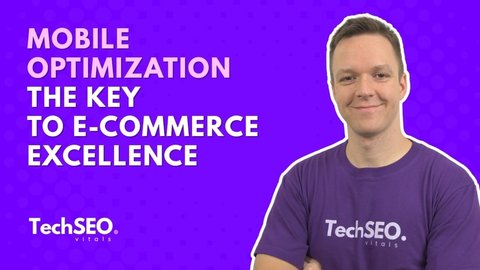 MOBILE
OPTIMIZATION
THE KEY
TO E-COMMERCE
EXCELLENCE
TechSEO.
vitals
TechSEO.
vitals